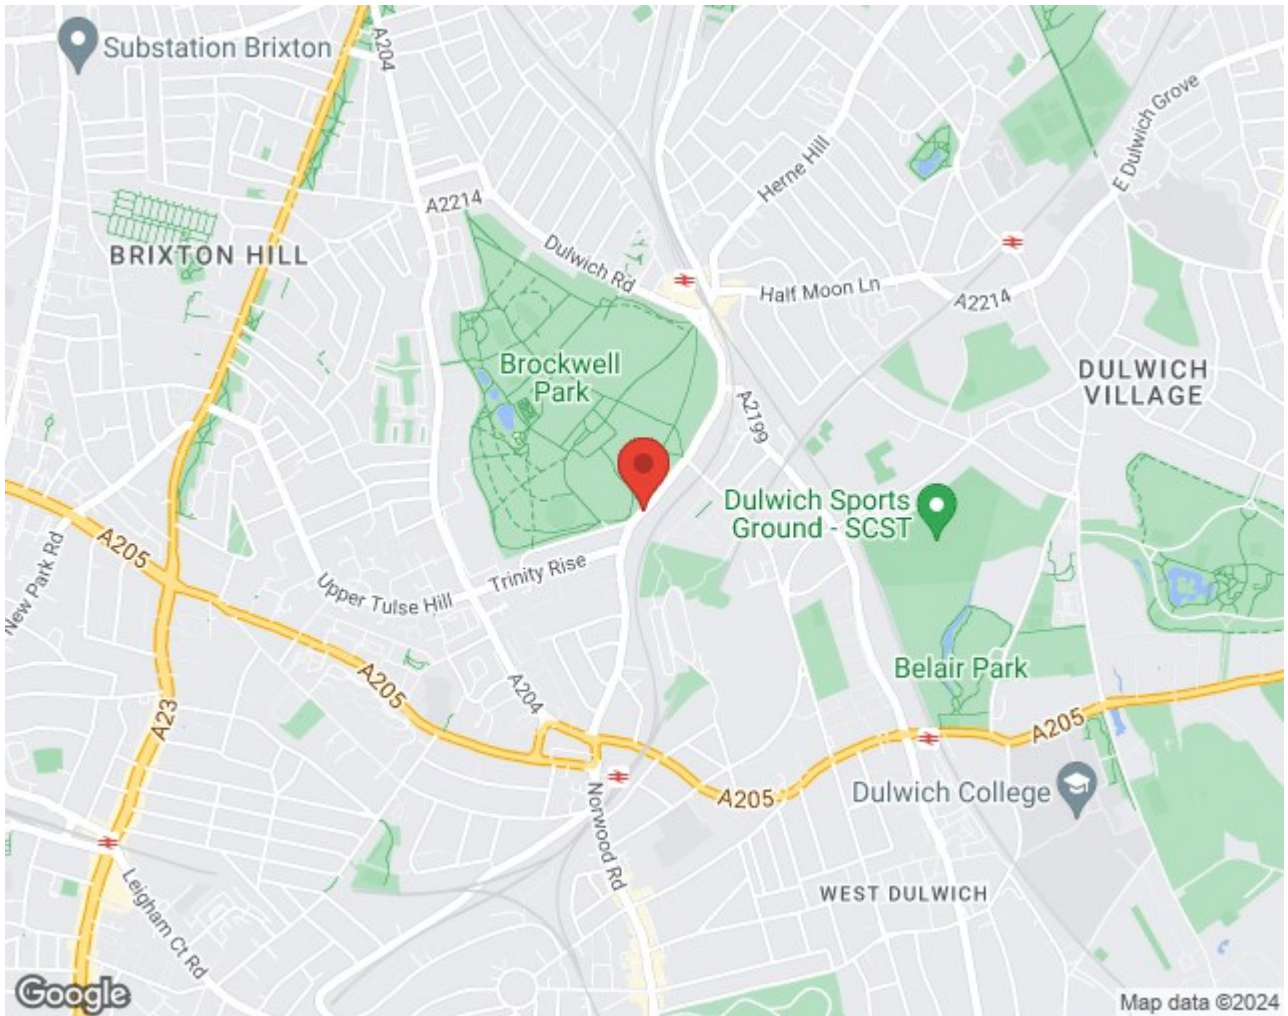 Substation Brixton
A204
E Dulwich Grove
Herne Hill
A2214
BRIXTON HILL
Dulwich Rd
Half Moon Ln
A2214
Brockwell
Park
DULWICH
VILLAGE
A2199
Dulwich Sports
Ground - SCST
A205
New Park Rd
Trinity Rise
Upper Tulse Hill
Belair Park
A205
A204
A23
A205
A205
Dulwich College
Norwood Rd
Leigham Ct Rd
WEST DULWICH
Google
Map data ©2024